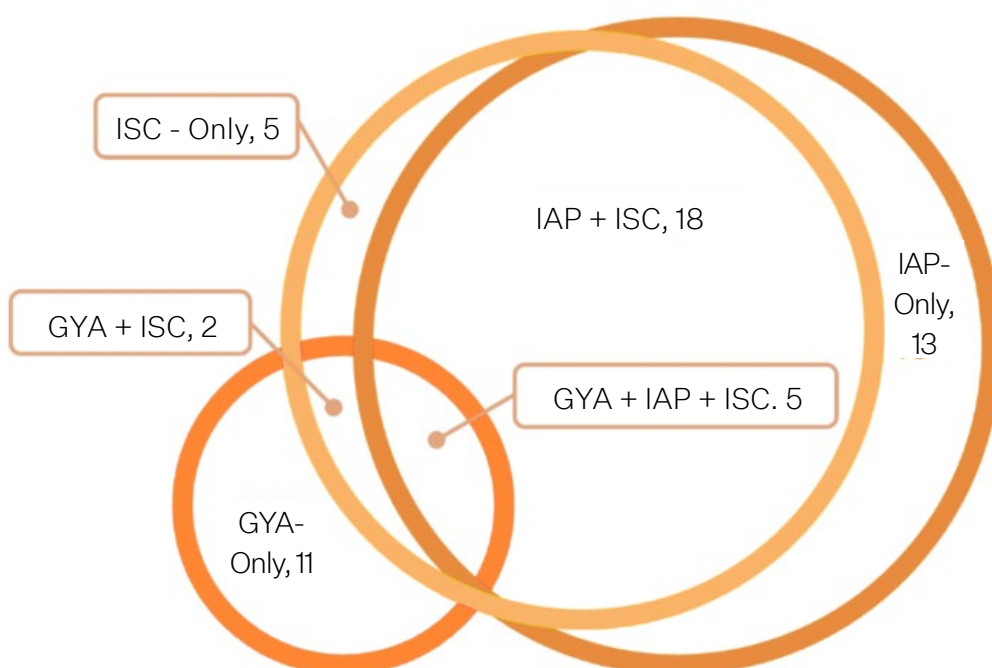 ISC - Only, 5
IAP + ISC, 18
IAP-
Only,
13
GYA + ISC, 2
GYA + IAP + ISC. 5
GYA-
Only, 11